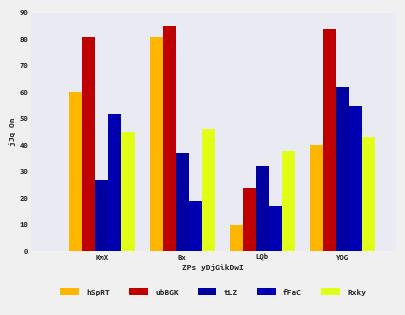 90
80
70
60
50
40
30
20
10
0
jJq On
KmX Bx LQb YOG
ZPs yDjGikDwI
hSpRT ubBGK tLZ fFaC Rxky